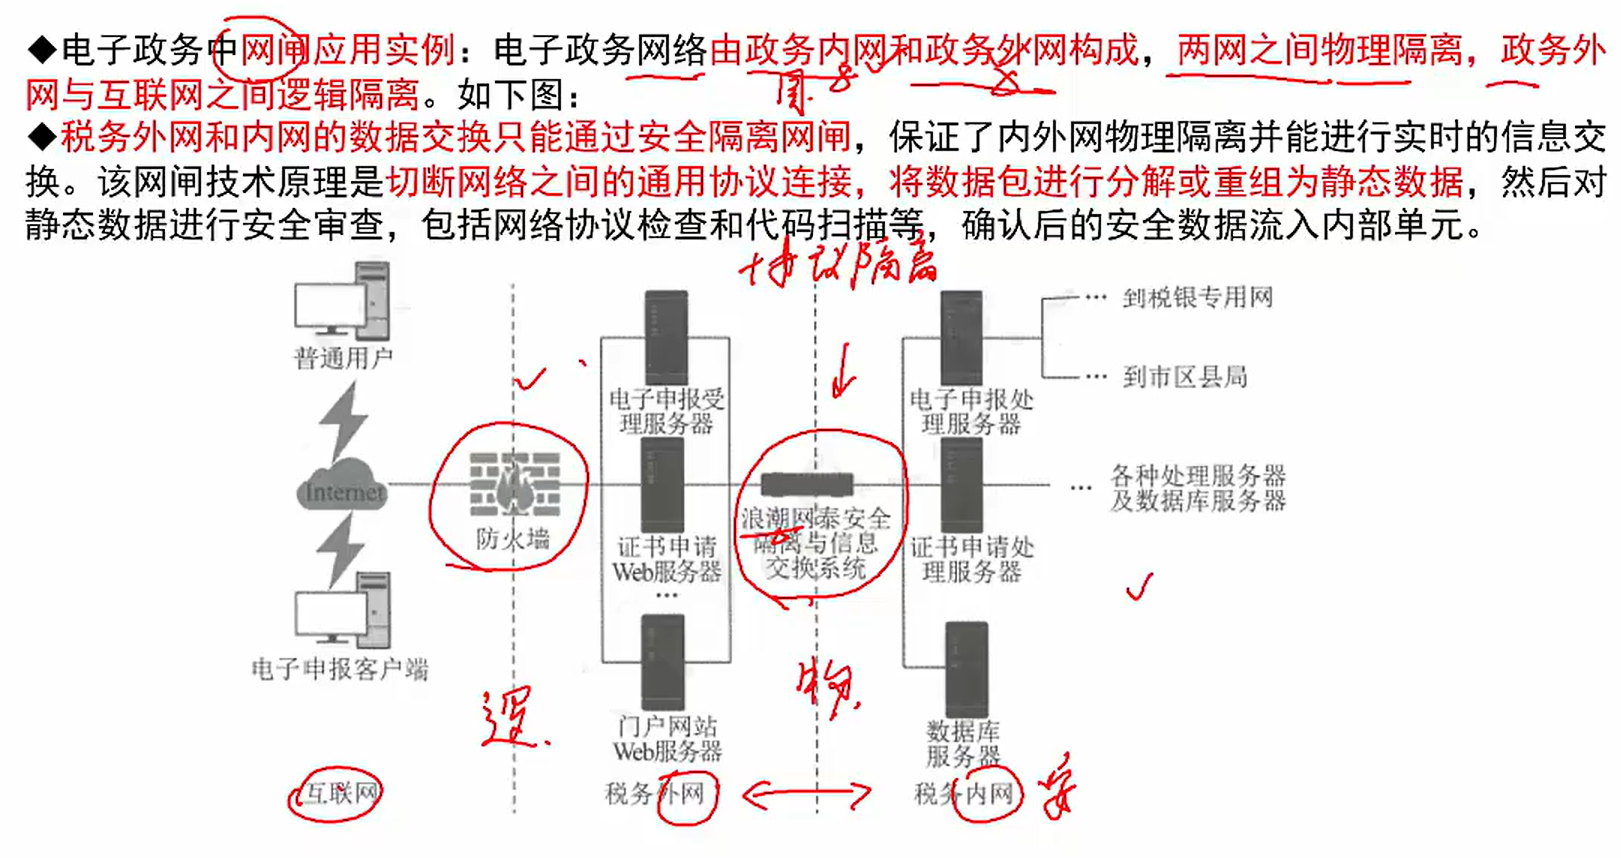 ◆电子政务中网闸应用实例：电子政务网络由政务内网和政务外网构成，两网之间物理隔离，政务外
网与互联网之间逻辑隔离。如下图：
◆税务外网和内网的数据交换只能通过安全隔离网闸，保证了内外网物理隔离并能进行实时的信息交
换。该网闸技术原理是切断网络之间的通用协议连接，将数据包进行分解或重组为静态数据，然后对
静态数据进行安全审查，包括网络协议检查和代码扫描等，确认后的安全数据流入内部单元。
协议隔离
普通用户
Internet
电子申报客户端
防火墙
电子申报受
理服务器
证书申请
Web服务器
...
门户网站
Web服务器
浪潮网泰安全
隔离与信息
交换系统
电子申报处
理服务器
证书申请处
理服务器
数据库
服务器
... 到税银专用网
... 到市区县局
... 各种处理服务器
及数据库服务器
逻
物
互联网
税务外网
税务内网
安